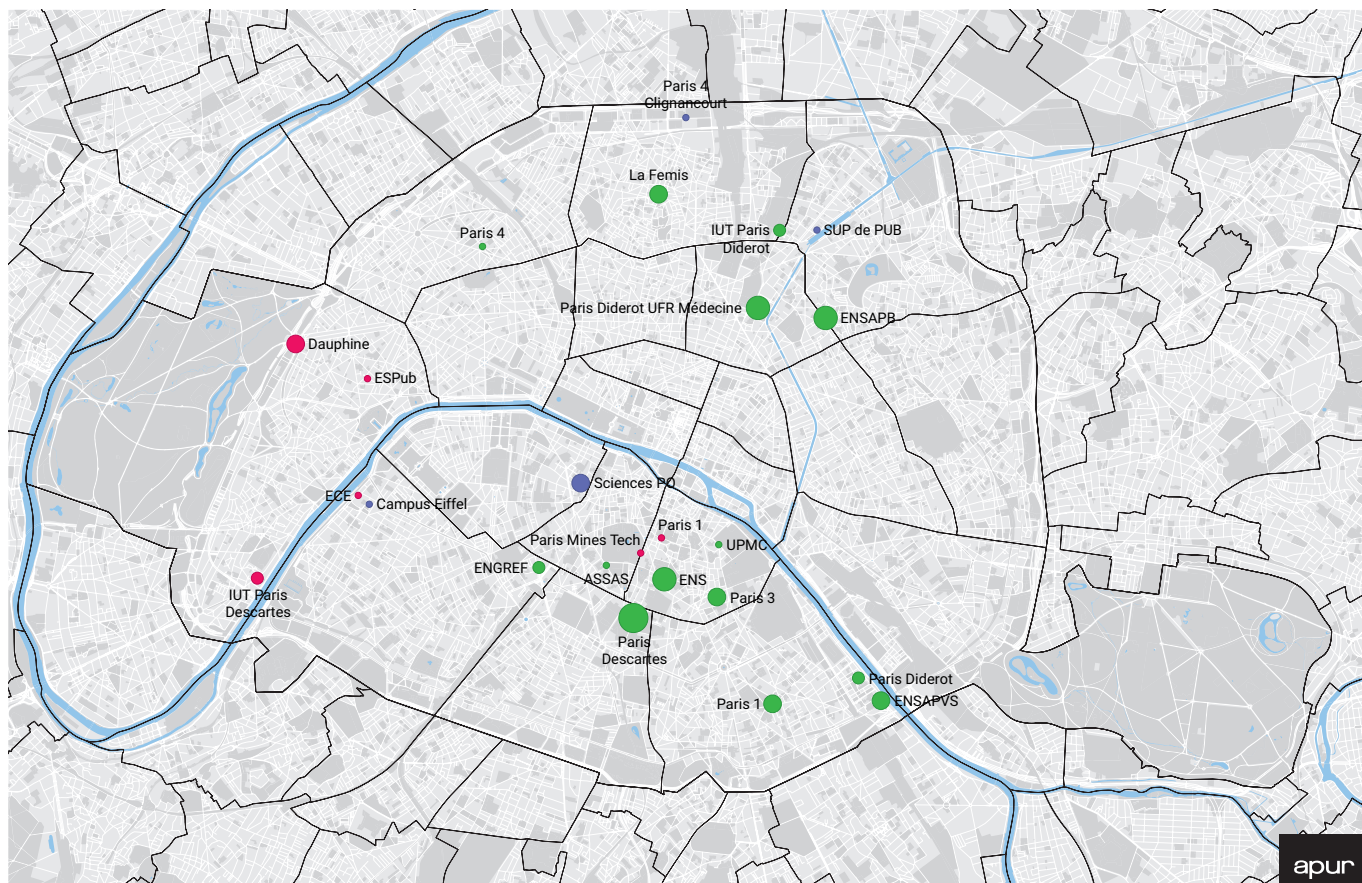 Paris 4
Clignancourt
La Femis
Paris 4
IUT Paris
Diderot
SUP de PUB
Paris Diderot UFR Médecine
ENSAPB
Dauphine
ESPub
Sciences PO
ECE
Campus Eiffel
Paris 1
Paris Mines Tech
UPMC
ENGREF
ASSAS
ENS
IUT Paris
Descartes
Paris 3
Paris
Descartes
Paris Diderot
Paris 1
ENSAPVS
apur